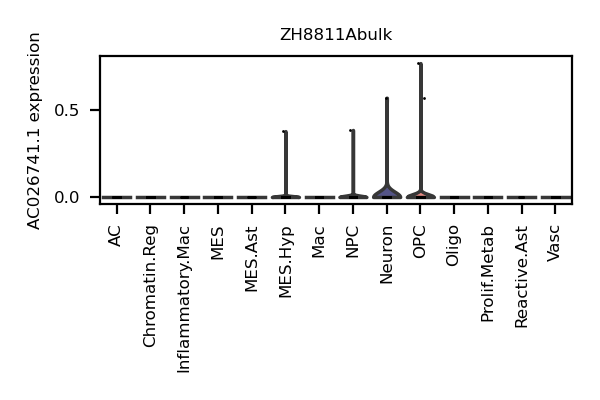 ZH8811Abulk
AC026741.1 expression
0.5
0.0
AC
Chromatin.Reg
Inflammatory.Mac
MES
MES.Ast
MES.Hyp
Mac
NPC
Neuron
OPC
Oligo
Prolif.Metab
Reactive.Ast
Vasc